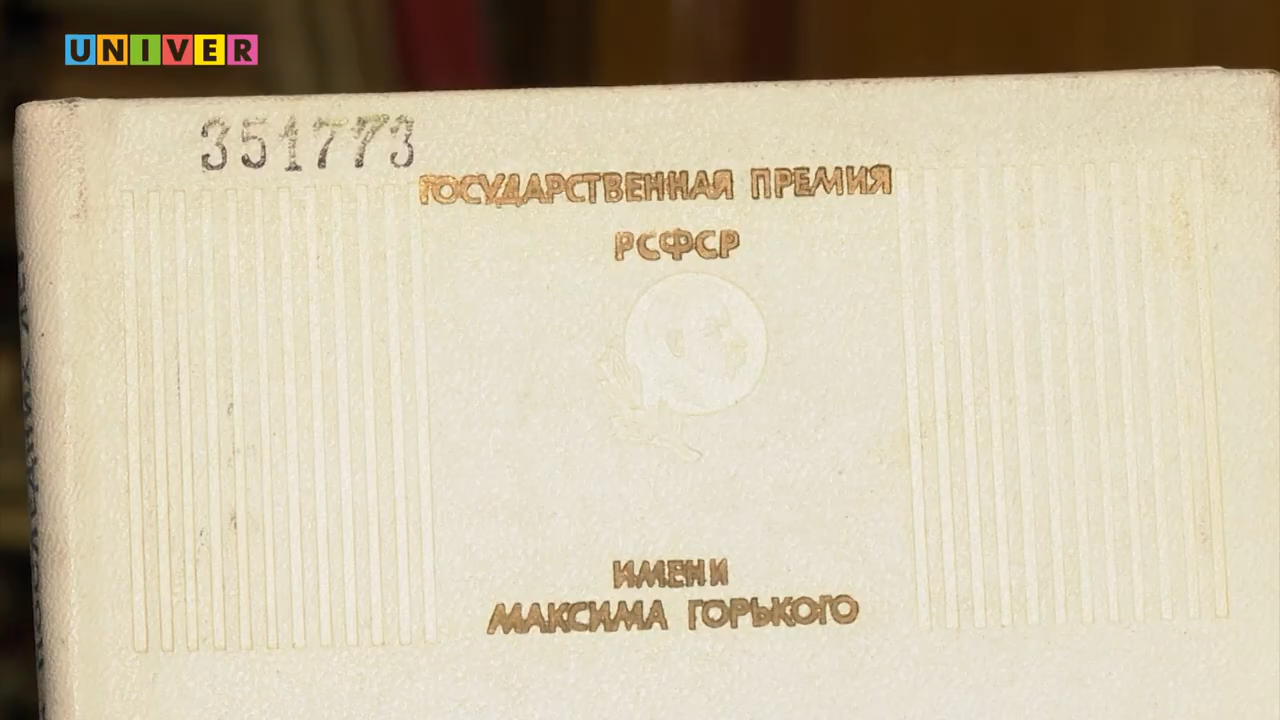 UNIVER
351773
ГОСУДАРСТВЕННАЯ ПРЕМИЯ
РСФСР
ИМЕНИ
МАКСИМА ГОРЬКОГО